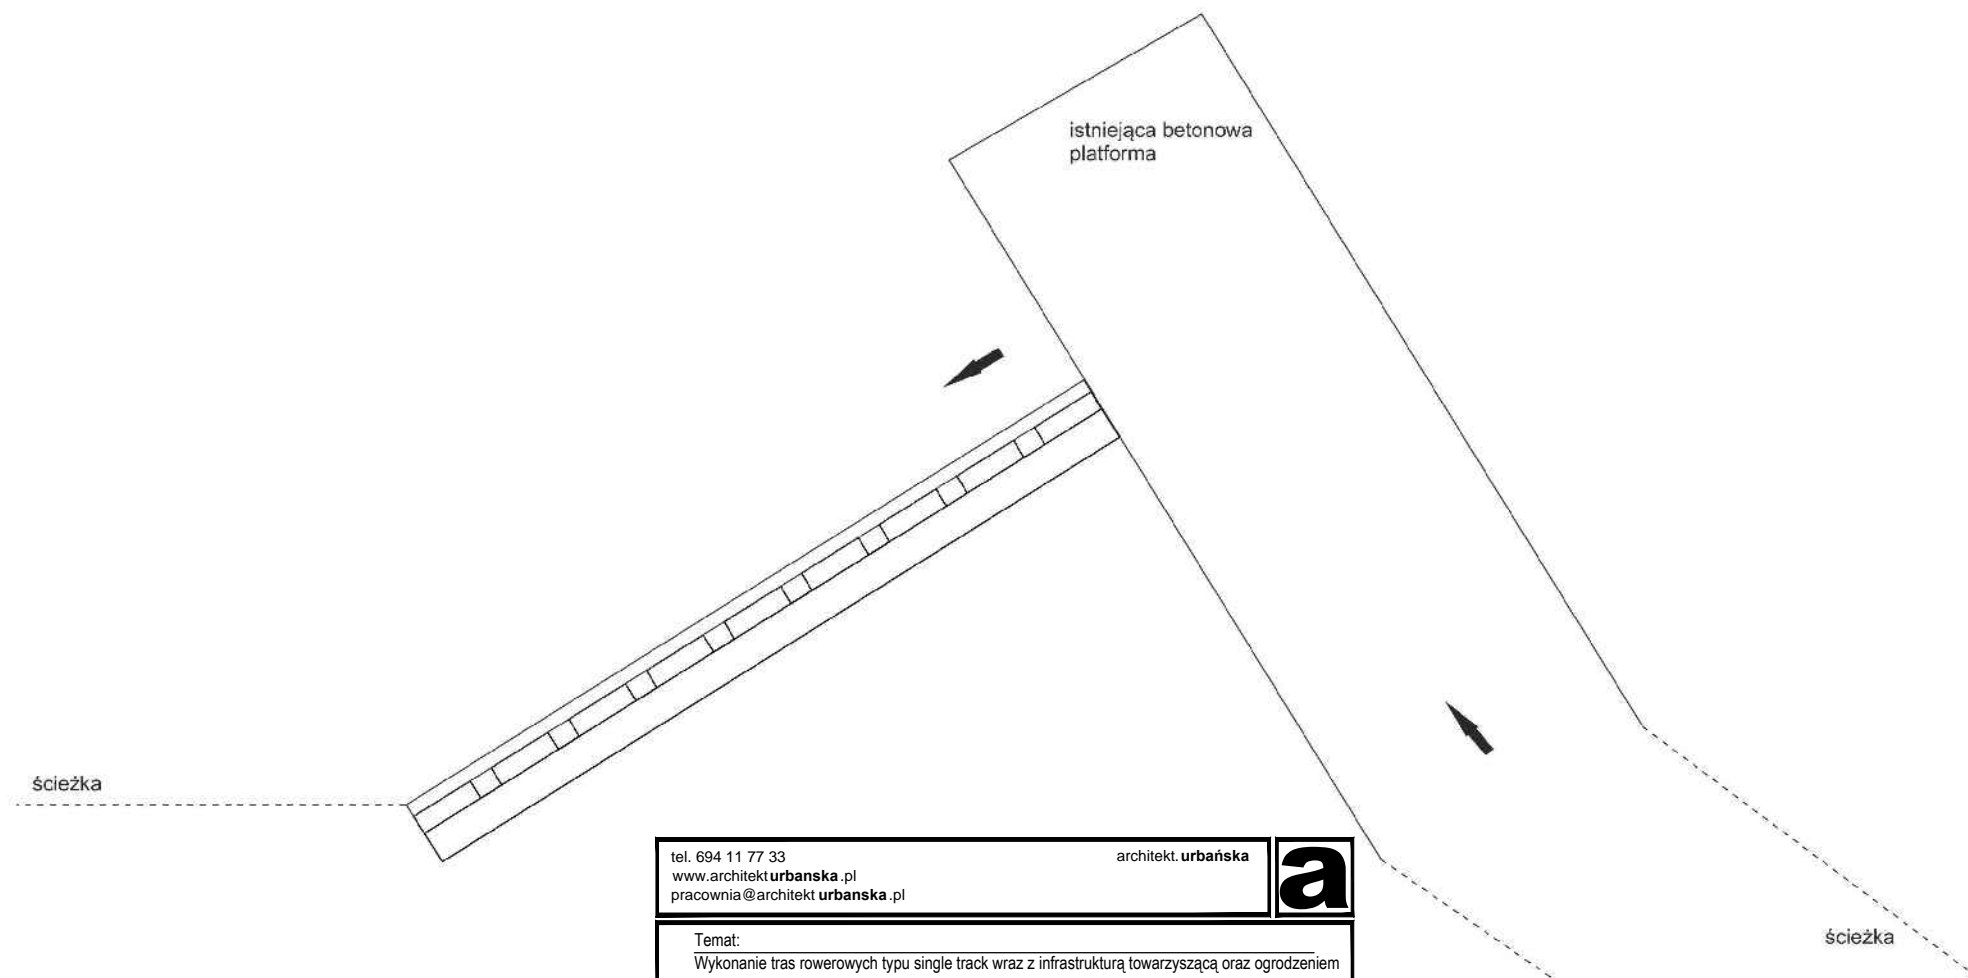 istniejąca betonowa
platforma
ścieżka
tel. 694 11 77 33
architekt.urbańska
www.architekturbanska.pl
pracownia@architekturbanska.pl
a
Temat:
Wykonanie tras rowerowych typu single track wraz z infrastrukturą towarzyszącą oraz ogrodzeniem
ścieżka